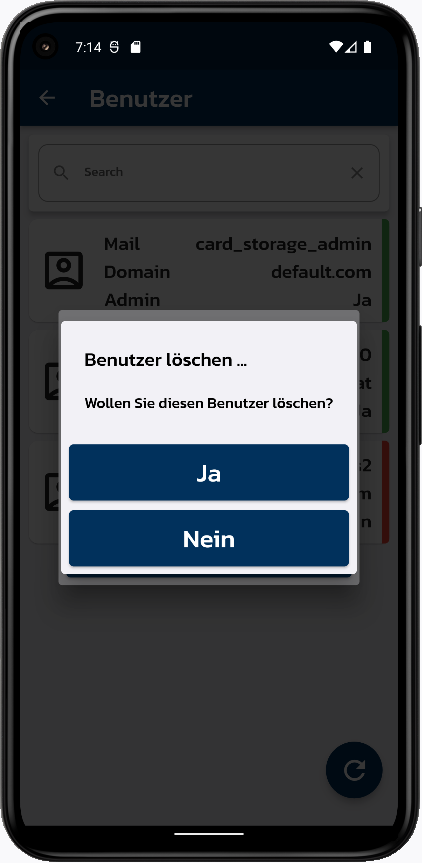 7:14
Benutzer
Search
Mail card_storage_admin
Domain default.com
Admin Ja
Benutzer löschen ...
Wollen Sie diesen Benutzer löschen?
Ja
Nein